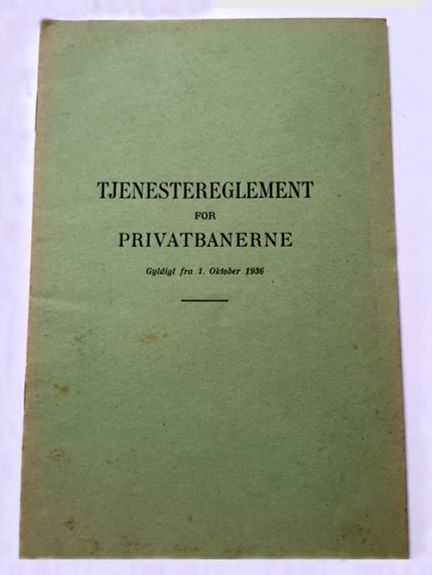 TJENESTEREGLEMENT
FOR
PRIVATBANERNE
Gyldigt fra 1. Oktober 1936